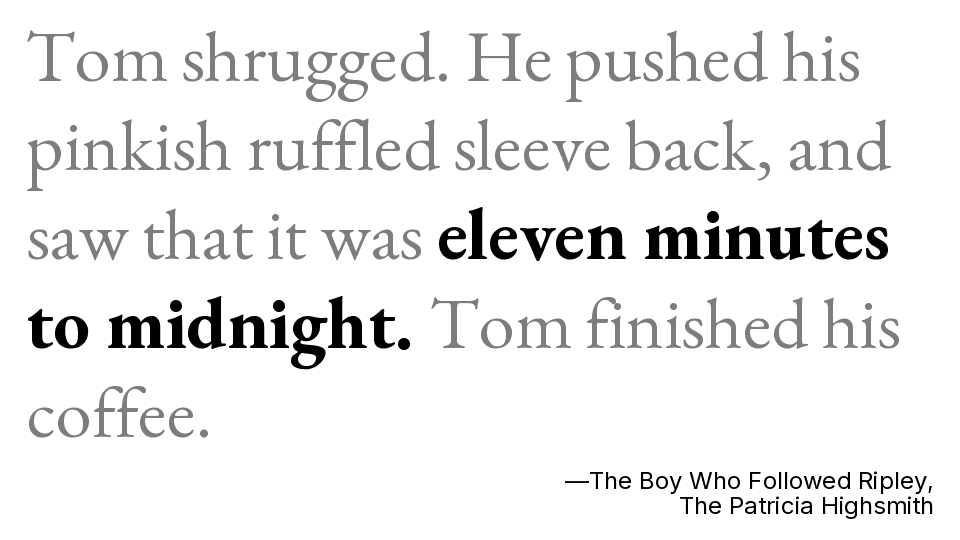 Tom shrugged. He pushed his
pinkish ruffled sleeve back, and
saw that it was eleven minutes
to midnight. Tom finished his
coffee.
—The Boy Who Followed Ripley,
The Patricia Highsmith